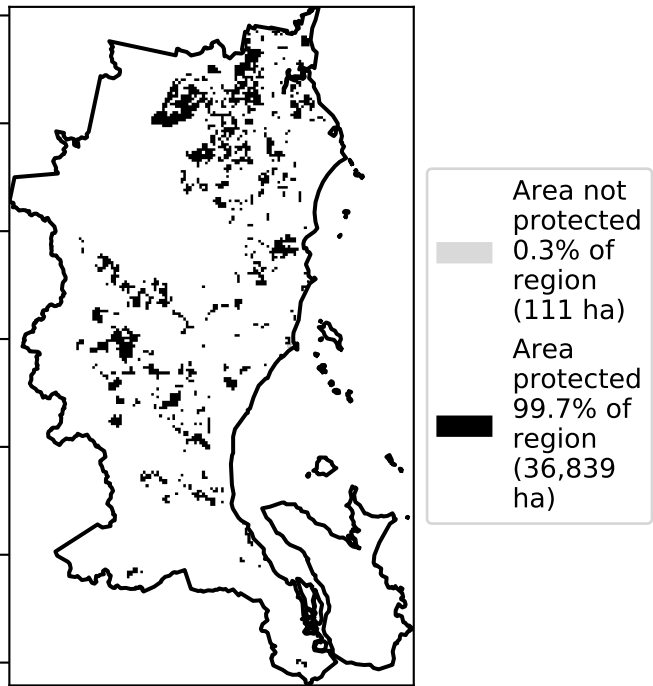 Area not
protected
0.3% of
region
(111 ha)
Area
protected
99.7% of
region
(36,839
ha)